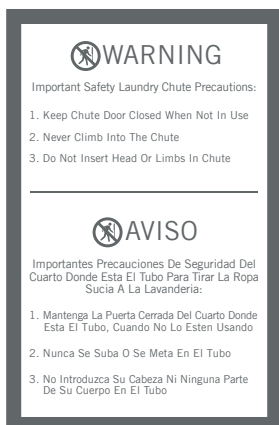 WARNING
Important Safety Laundry Chute Precautions:
1. Keep Chute Door Closed When Not In Use
2. Never Climb Into The Chute
3. Do Not Insert Head Or Limbs In Chute
AVISO
Importantes Precauciones De Seguridad Del
Cuarto Donde Esta El Tubo Para Tirar La Ropa
Sucia A La Lavanderia:
1. Mantenga La Puerta Cerrada Del Cuarto Donde
Esta El Tubo, Cuando No Lo Esten Usando
2. Nunca Se Suba O Se Meta En El Tubo
3. No Introduzca Su Cabeza Ni Ninguna Parte
De Su Cuerpo En El Tubo